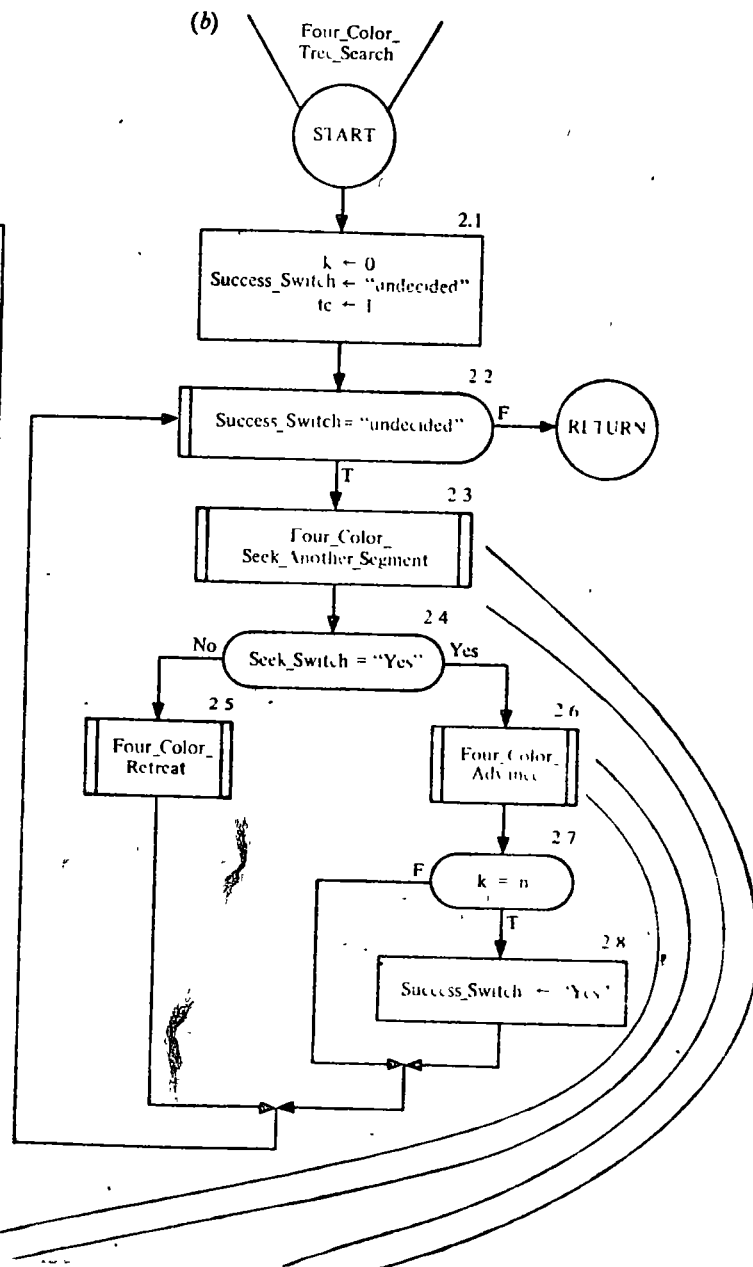 (b)
Four_Color_
Tree_Search
START
2.1
k ← 0
Success_Switch ← "undecided"
tc ← 1
2 2
Success_Switch = "undecided"
F
RETURN
T
2 3
Four_Color_
Seek_Another_Segment
2 4
No
Seek_Switch = "Yes"
Yes
2 5
2 6
Four_Color_
Retreat
Four_Color_
Advance
2 7
F
k = n
T
2 8
Success_Switch ← "Yes"